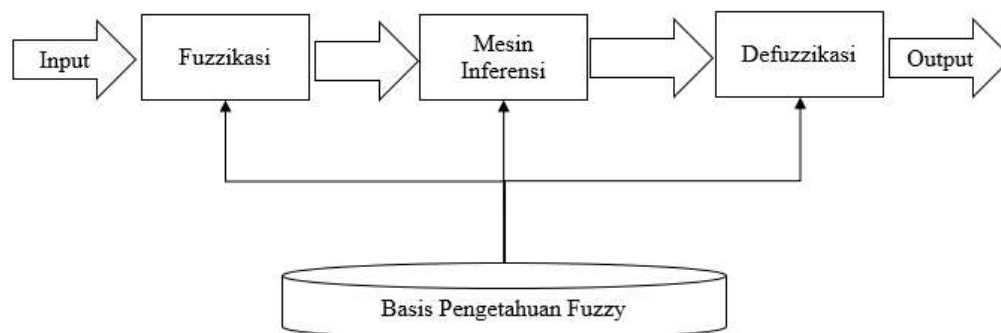 Input
Fuzzikasi
Mesin
Inferensi
Defuzzikasi
Output
Basis Pengetahuan Fuzzy